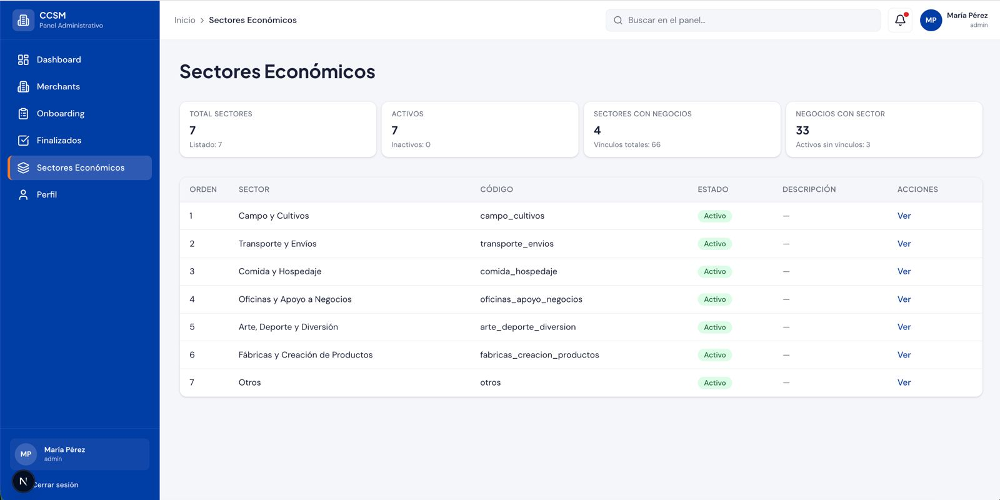 CCSM
Panel Administrativo
Dashboard
Merchants
Onboarding
Finalizados
Sectores Económicos
Perfil
MP
María Pérez
admin
N
Cerrar sesión
Inicio > Sectores Económicos
Buscar en el panel...
MP
María Pérez
admin
Sectores Económicos
TOTAL SECTORES
7
Listado: 7
ACTIVOS
7
Inactivos: 0
SECTORES CON NEGOCIOS
4
Vínculos totales: 66
NEGOCIOS CON SECTOR
33
Activos sin vínculos: 3
ORDEN SECTOR CÓDIGO ESTADO DESCRIPCIÓN ACCIONES
1 Campo y Cultivos campo_cultivos Activo — Ver
2 Transporte y Envíos transporte_envios Activo — Ver
3 Comida y Hospedaje comida_hospedaje Activo — Ver
4 Oficinas y Apoyo a Negocios oficinas_apoyo_negocios Activo — Ver
5 Arte, Deporte y Diversión arte_deporte_diversion Activo — Ver
6 Fábricas y Creación de Productos fabricas_creacion_productos Activo — Ver
7 Otros otros Activo — Ver